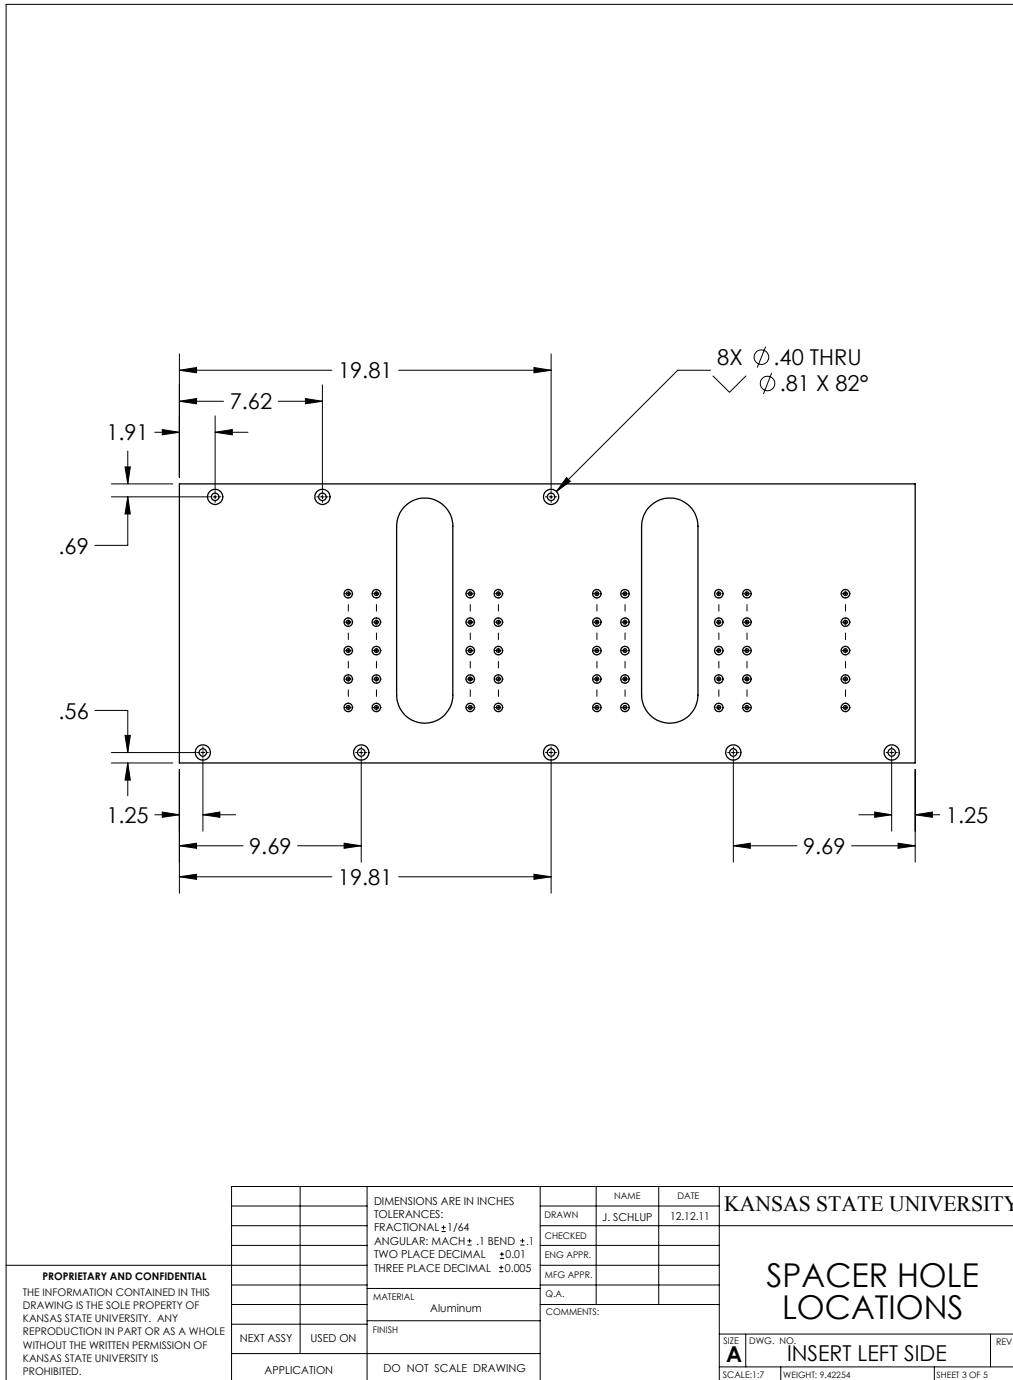 19.81
7.62
1.91
8X Ø .40 THRU
Ø .81 X 82°
.69
.56
1.25
1.25
9.69
9.69
19.81
PROPRIETARY AND CONFIDENTIAL
THE INFORMATION CONTAINED IN THIS
DRAWING IS THE SOLE PROPERTY OF
KANSAS STATE UNIVERSITY. ANY
REPRODUCTION IN PART OR AS A WHOLE
WITHOUT THE WRITTEN PERMISSION OF
KANSAS STATE UNIVERSITY IS
PROHIBITED.
NEXT ASSY
USED ON
APPLICATION
DIMENSIONS ARE IN INCHES
TOLERANCES:
FRACTIONAL ±1/64
ANGULAR: MACH± .1 BEND ±.1
TWO PLACE DECIMAL ±0.01
THREE PLACE DECIMAL ±0.005
MATERIAL
Aluminum
FINISH
DO NOT SCALE DRAWING
NAME
DATE
DRAWN
J. SCHLUP
12.12.11
CHECKED
ENG APPR.
MFG APPR.
Q.A.
COMMENTS:
KANSAS STATE UNIVERSITY
SPACER HOLE
LOCATIONS
SIZE
A
DWG. NO.
INSERT LEFT SIDE
REV
SCALE:1:7
WEIGHT: 9.42254
SHEET 3 OF 5